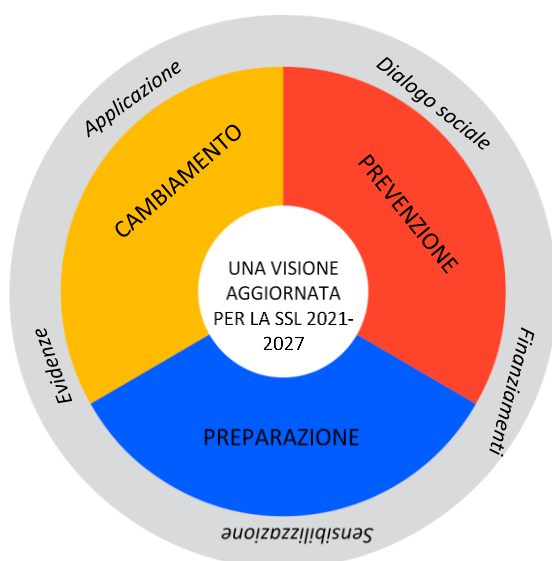 Applicazione
Dialogo sociale
CAMBIAMENTO
PREVENZIONE
UNA VISIONE
AGGIORNATA
PER LA SSL 2021-
2027
Evidenze
Finanziamenti
PREPARAZIONE
Sensibilizzazione